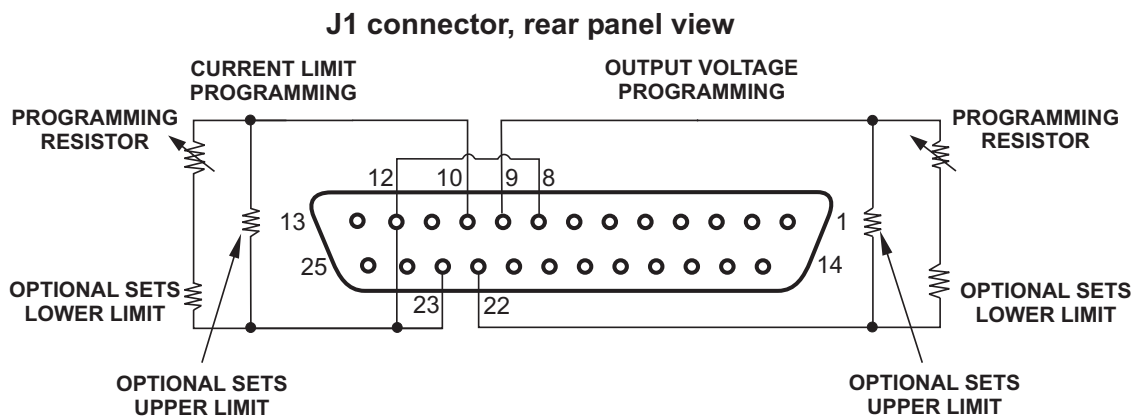 J1 connector, rear panel view
CURRENT LIMIT
PROGRAMMING
OUTPUT VOLTAGE
PROGRAMMING
PROGRAMMING
RESISTOR
PROGRAMMING
RESISTOR
12 10 9 8
13
1
25
14
23 22
OPTIONAL SETS
LOWER LIMIT
OPTIONAL SETS
LOWER LIMIT
OPTIONAL SETS
UPPER LIMIT
OPTIONAL SETS
UPPER LIMIT